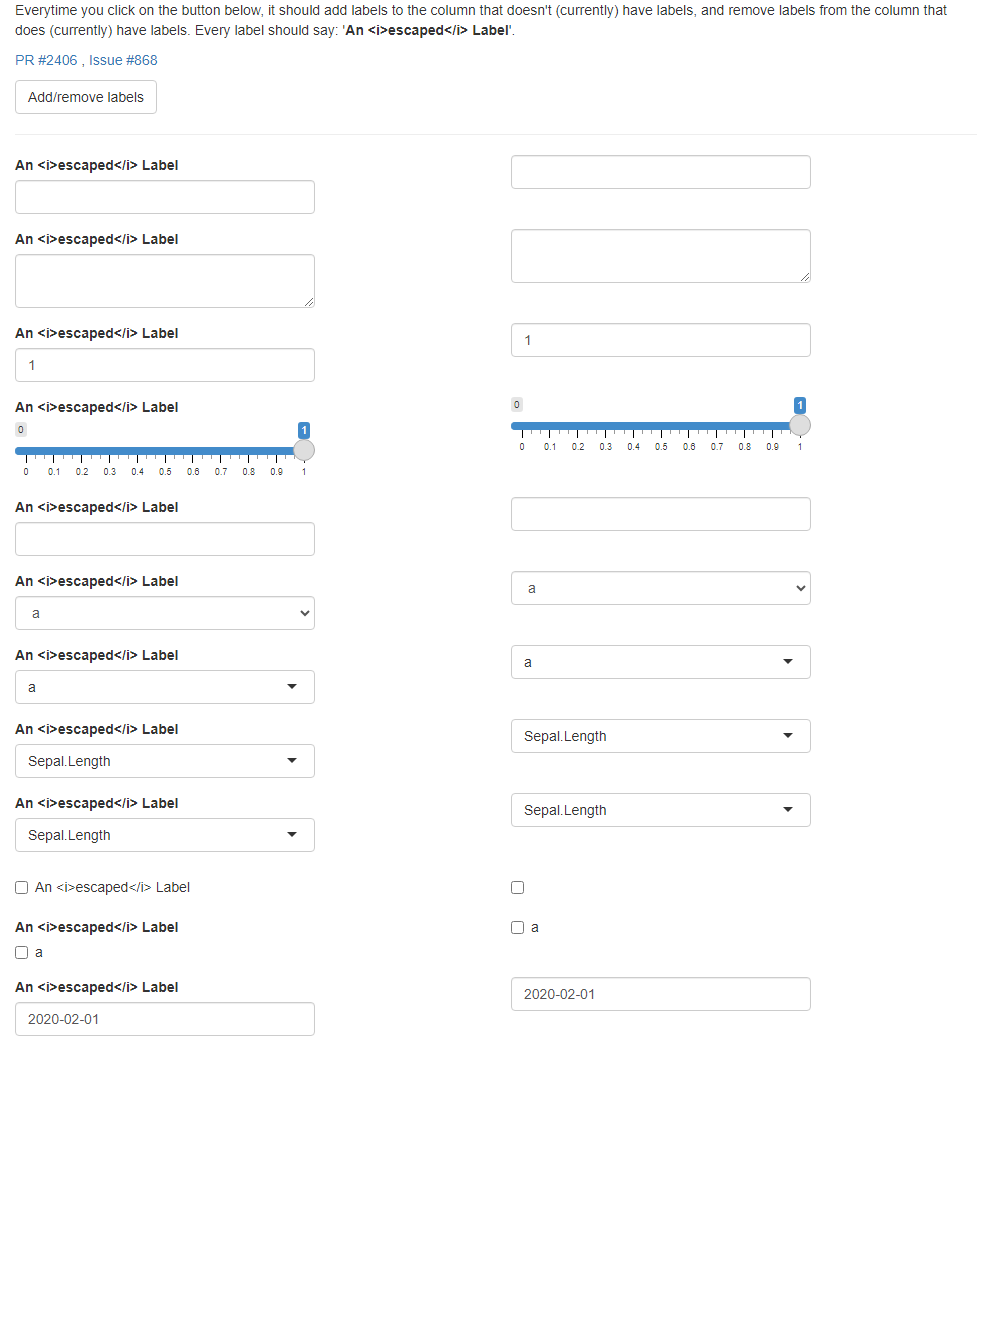 Everytime you click on the button below, it should add labels to the column that doesn't (currently) have labels, and remove labels from the column that
does (currently) have labels. Every label should say: 'An <i>escaped</i> Label'.
PR #2406 , Issue #868
Add/remove labels
An <i>escaped</i> Label
An <i>escaped</i> Label
An <i>escaped</i> Label
1
1
An <i>escaped</i> Label
0 1
0 0.1 0.2 0.3 0.4 0.5 0.6 0.7 0.8 0.9 1
0 1
0 0.1 0.2 0.3 0.4 0.5 0.6 0.7 0.8 0.9 1
An <i>escaped</i> Label
An <i>escaped</i> Label
a
a
An <i>escaped</i> Label
a
a
An <i>escaped</i> Label
Sepal.Length
Sepal.Length
An <i>escaped</i> Label
Sepal.Length
Sepal.Length
An <i>escaped</i> Label
An <i>escaped</i> Label
a
a
An <i>escaped</i> Label
2020-02-01
2020-02-01